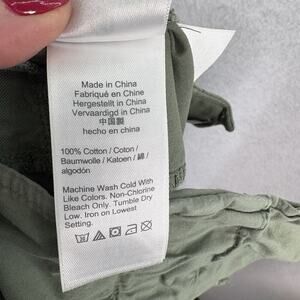 Made in China
Fabriqué en Chine
Hergestellt in China
Vervaardigd in China
中国製
hecho en china
100% Cotton / Coton /
Baumwolle / Katoen / 綿 /
algodón
Machine Wash Cold With
Like Colors. Non-Chlorine
Bleach Only. Tumble Dry
Low. Iron on Lowest
Setting.